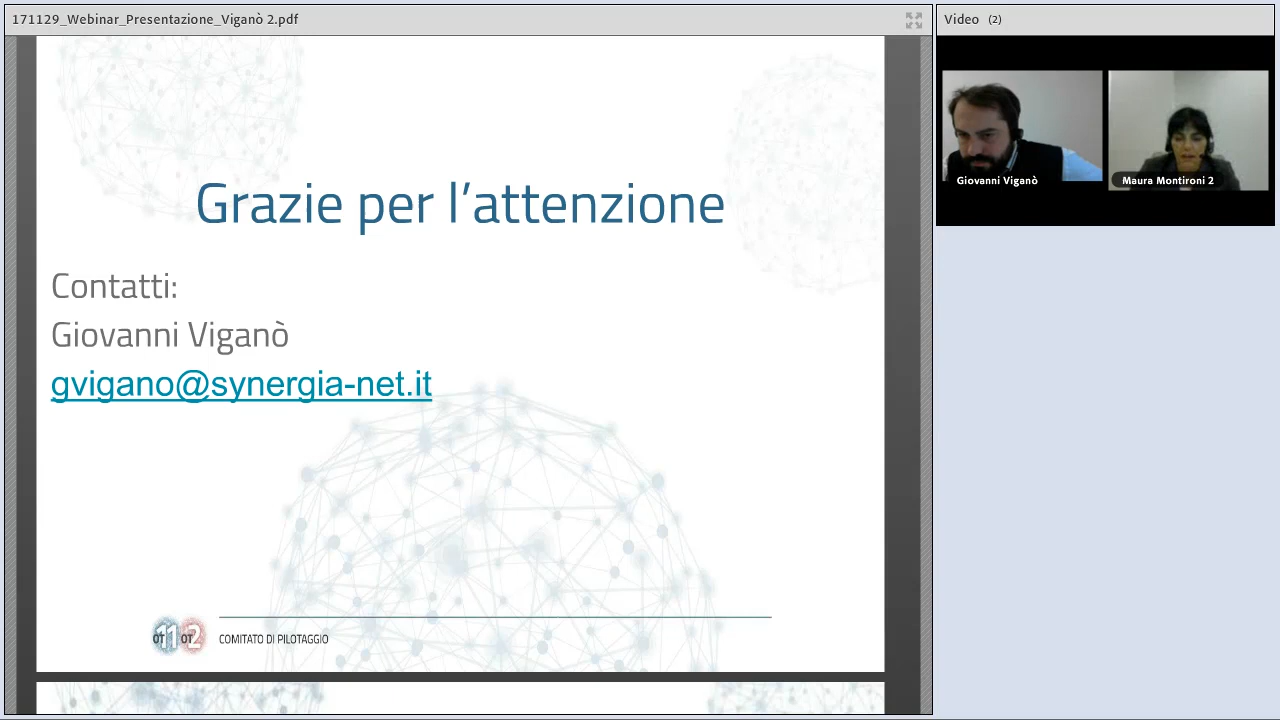 171129_Webinar_Presentazione_Viganò 2.pdf
Video (2)
Giovanni Viganò
Maura Montironi 2
Grazie per l'attenzione
Contatti:
Giovanni Viganò
gvigano@synergia-net.it
OT11 OT2
COMITATO DI PILOTAGGIO